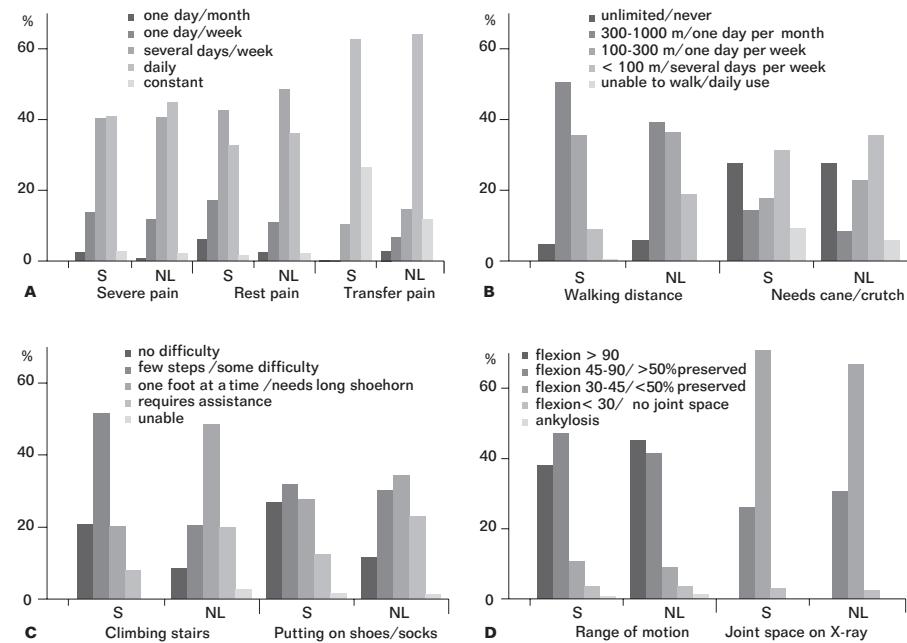 %
one day/month
one day/week
several days/week
daily
constant
60
40
20
0
S NL S NL S NL
A Severe pain Rest pain Transfer pain
%
unlimited/never
300-1000 m/one day per month
100-300 m/one day per week
< 100 m/several days per week
unable to walk/daily use
60
40
20
0
S NL S NL
B Walking distance Needs cane/crutch
%
no difficulty
few steps /some difficulty
one foot at a time /needs long shoehorn
requires assistance
unable
60
40
20
0
S NL S NL
C Climbing stairs Putting on shoes/socks
%
flexion > 90
flexion 45-90/ >50% preserved
flexion 30-45/ <50% preserved
flexion < 30/ no joint space
ankylosis
60
40
20
0
S NL S NL
D Range of motion Joint space on X-ray